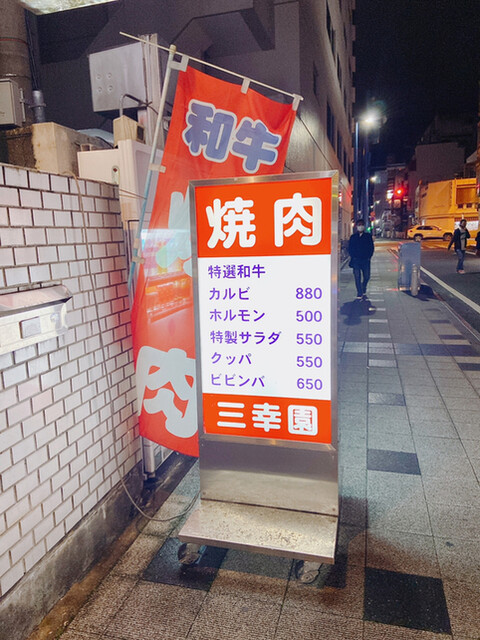 和牛
肉
焼肉
特選和牛
カルビ 880
ホルモン 500
特製サラダ 550
クッパ 550
ビビンバ 650
三幸園